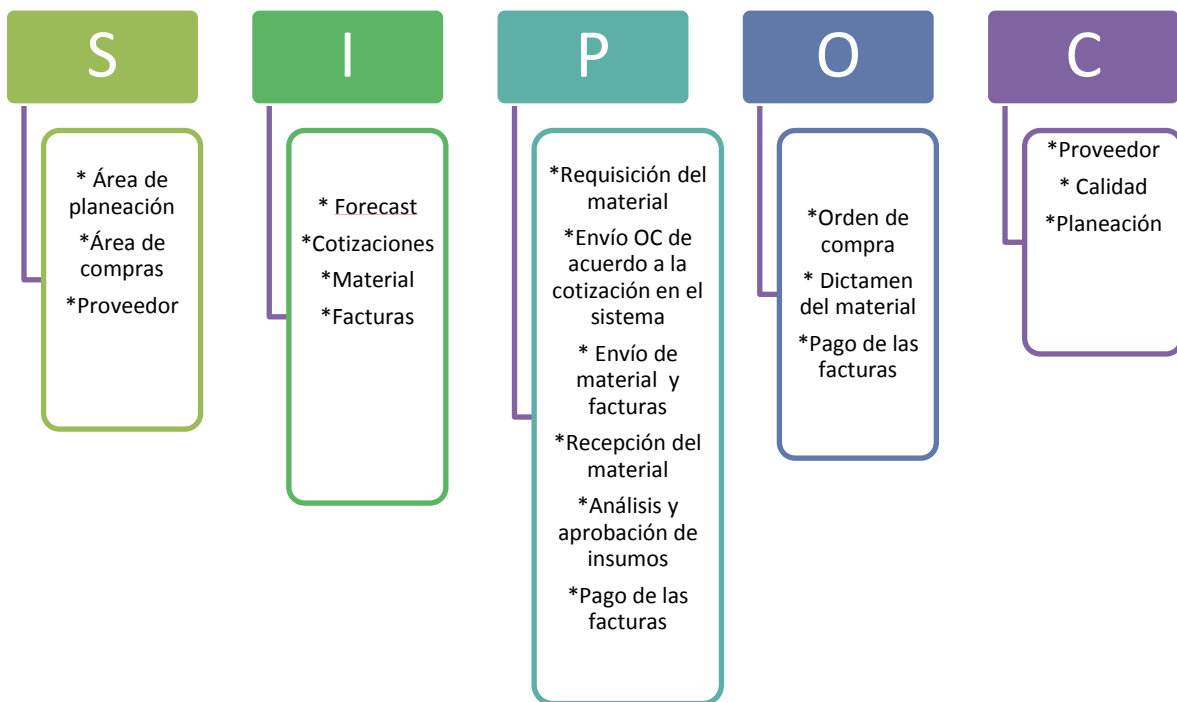 S
I
P
O
C
* Área de
planeación
*Área de
compras
*Proveedor
* Forecast
*Cotizaciones
*Material
*Facturas
*Requisición del
material
*Envío OC de
acuerdo a la
cotización en el
sistema
* Envío de
material y
facturas
*Recepción del
material
*Análisis y
aprobación de
insumos
*Pago de las
facturas
*Orden de
compra
* Dictamen
del material
*Pago de las
facturas
*Proveedor
* Calidad
*Planeación